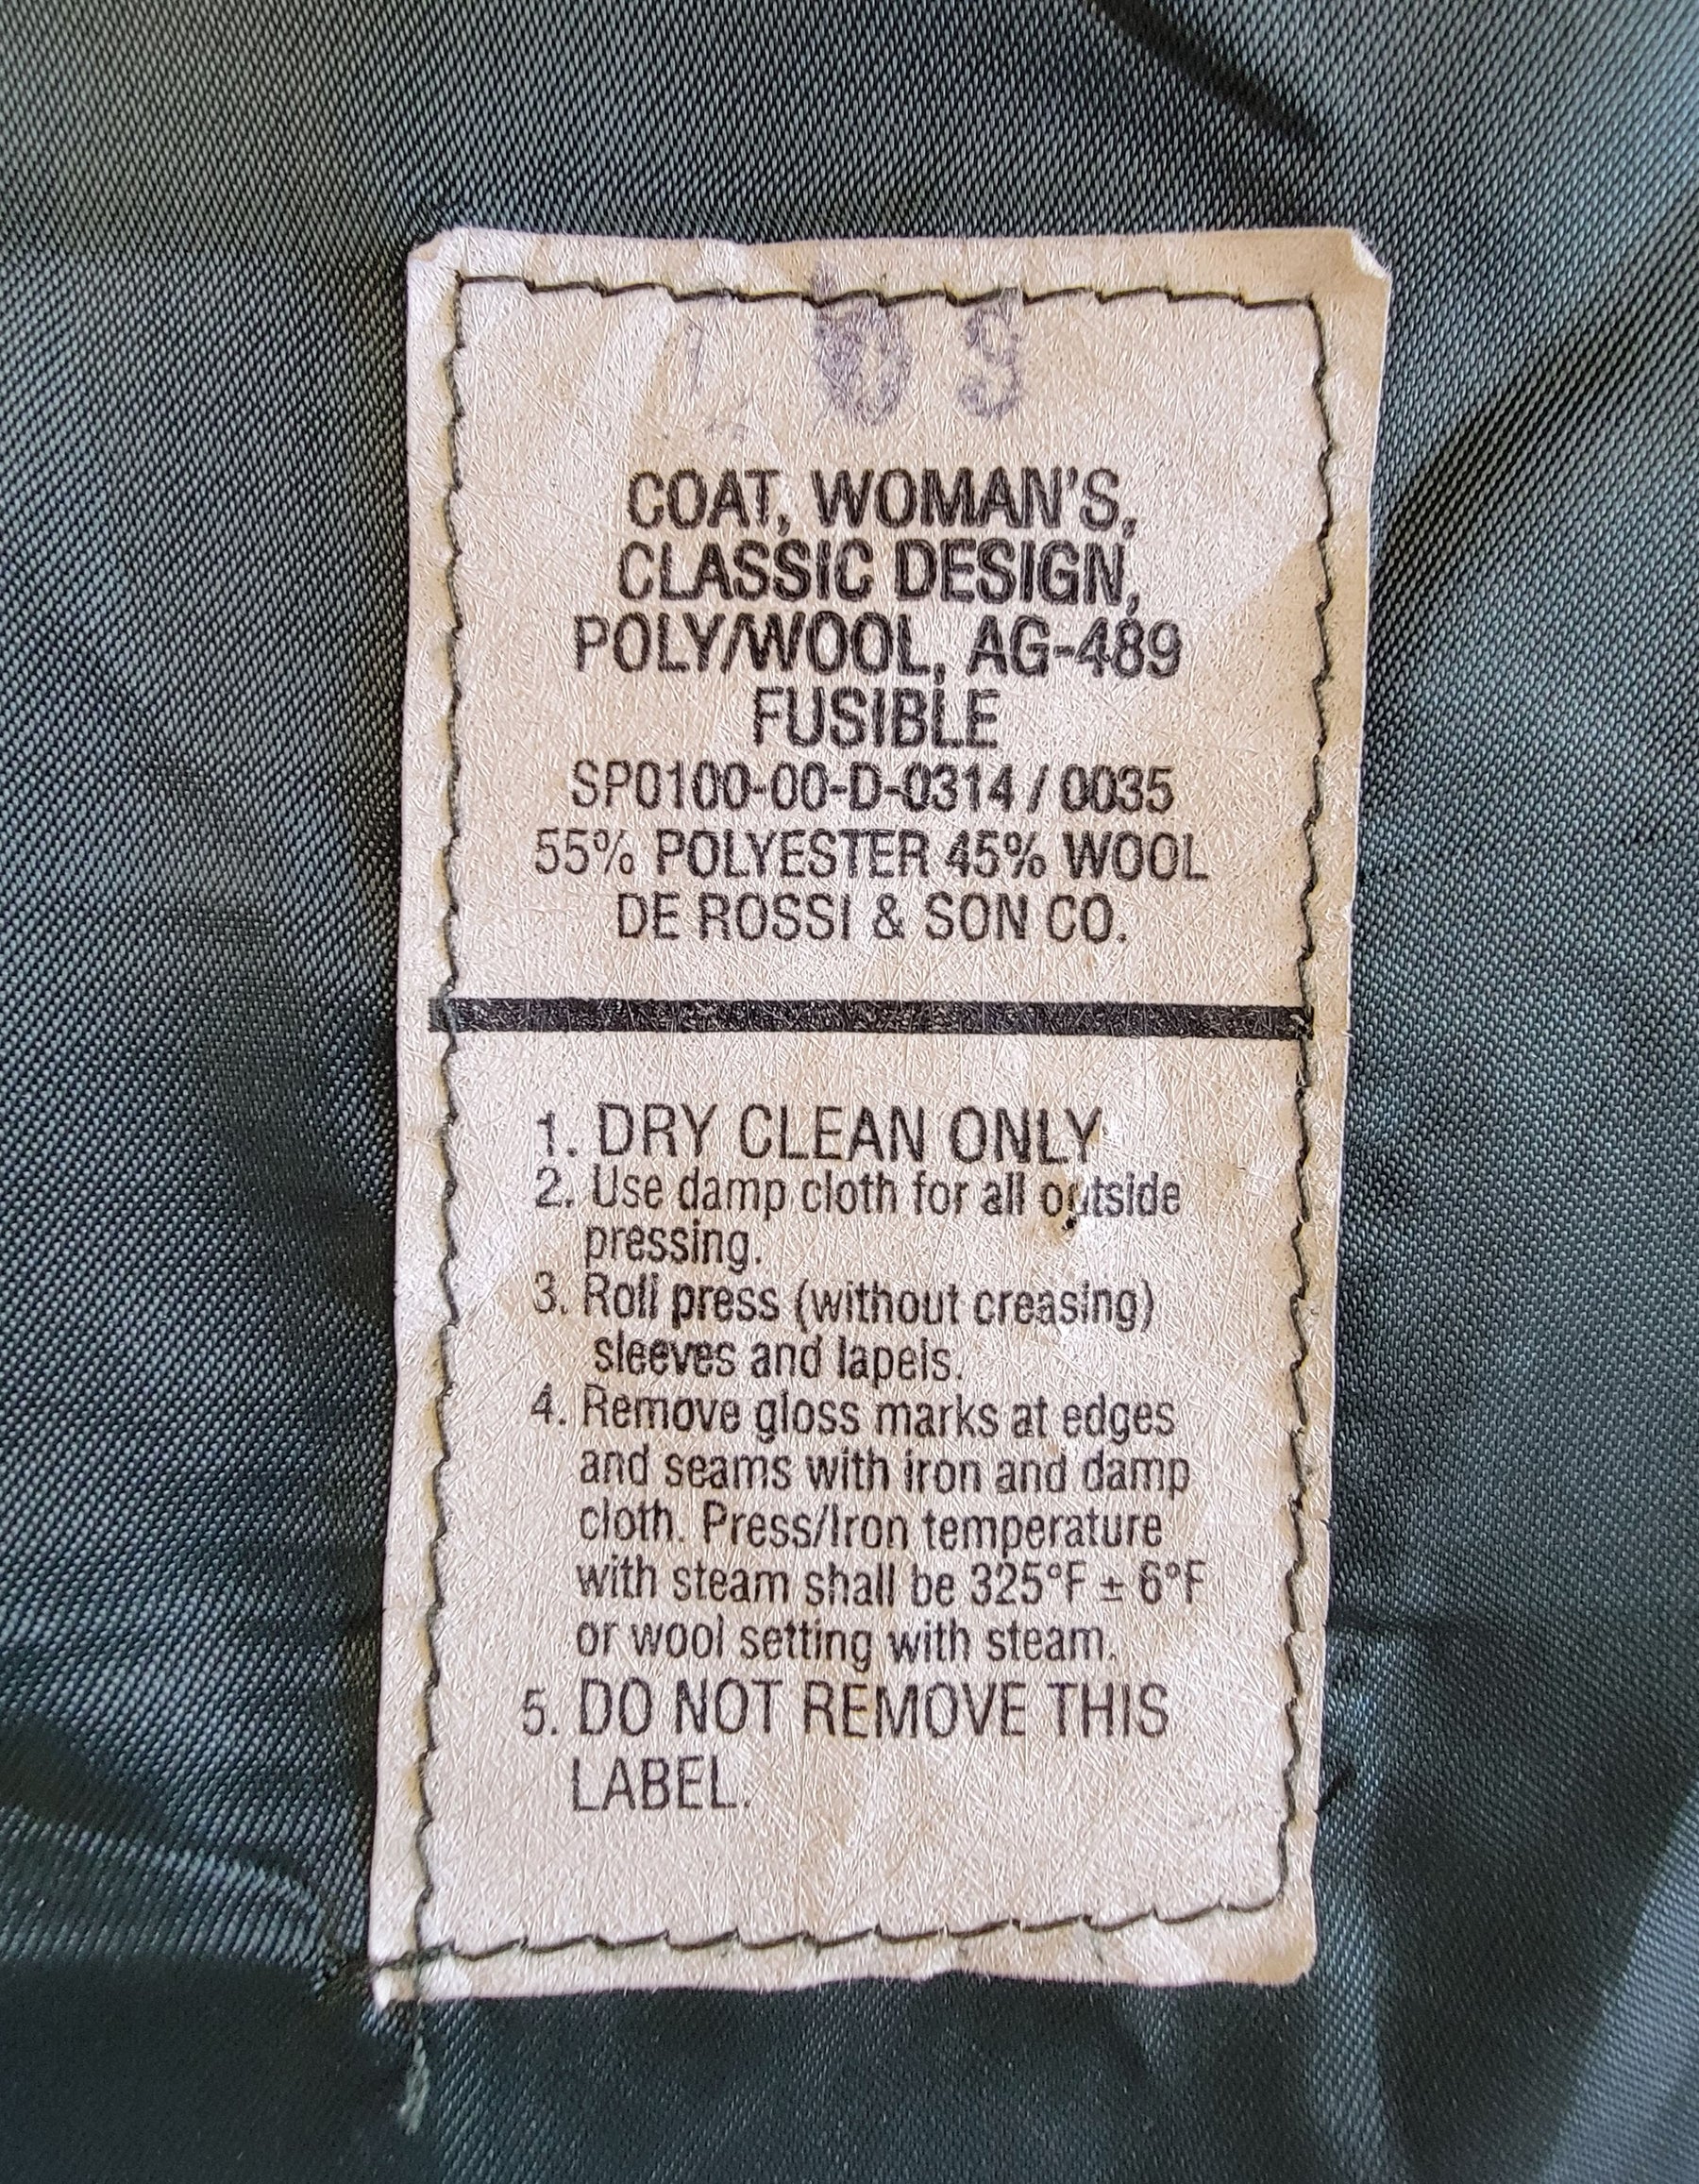 COAT, WOMAN'S,
CLASSIC DESIGN,
POLY/WOOL, AG-489
FUSIBLE
SP0100-00-D-0314 / 0035
55% POLYESTER 45% WOOL
DE ROSSI & SON CO.
1. DRY CLEAN ONLY
2. Use damp cloth for all outside
pressing.
3. Roll press (without creasing)
sleeves and lapels.
4. Remove gloss marks at edges
and seams with iron and damp
cloth. Press/Iron temperature
with steam shall be 325°F ± 6°F
or wool setting with steam.
5. DO NOT REMOVE THIS
LABEL.